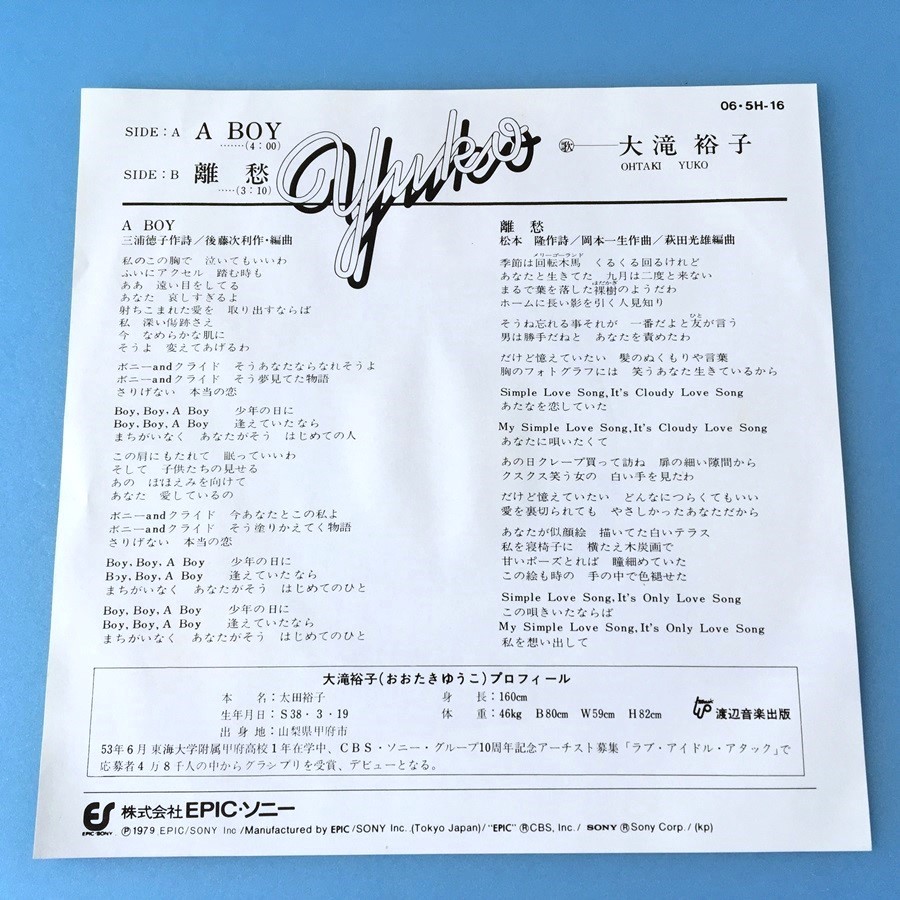 06・5H-16
SIDE：A A BOY
……(4：00)
SIDE：B 離愁
……(3：10)
Yuko
歌——大滝裕子
OHTAKI YUKO
A BOY
三浦徳子作詩／後藤次利作・編曲
私のこの胸で 泣いてもいいわ
ふいにアクセル 踏む時も
ああ 遠い目をしてる
あなた 哀しすぎるよ
射ちこまれた愛を 取り出すならば
私 深い傷跡さえ
今 なめらかな肌に
そうよ 変えてあげるわ
ボニーandクライド そうあなたならなれそうよ
ボニーandクライド そう夢見てた物語
さりげない 本当の恋
Boy, Boy, A Boy 少年の日に
Boy, Boy, A Boy 逢えていたなら
まちがいなく あなたがそう はじめての人
この肩にもたれて 眠っていいわ
そして 子供たちの見せる
あの ほほえみを向けて
あなた 愛しているの
ボニーandクライド 今あなたとこの私よ
ボニーandクライド そう塗りかえてく物語
さりげない 本当の恋
Boy, Boy, A Boy 少年の日に
Boy, Boy, A Boy 逢えていたなら
まちがいなく あなたがそう はじめてのひと
Boy, Boy, A Boy 少年の日に
Boy, Boy, A Boy 逢えていたなら
まちがいなく あなたがそう はじめてのひと
離愁
松本 隆作詩／岡本一生作曲／萩田光雄編曲
メリーゴーランド
季節は回転木馬 くるくる回るけれど
あなたと生きてた 九月は二度と来ない
はだかぎ
まるで葉を落した裸樹のようだわ
ホームに長い影を引く人見知り
ひと
そうね忘れる事それが 一番だよと友が言う
男は勝手だねと あなたを責めたわ
だけど憶えていたい 髪のぬくもりや言葉
胸のフォトグラフには 笑うあなた生きているから
Simple Love Song, It's Cloudy Love Song
あたなを恋していた
My Simple Love Song, It's Cloudy Love Song
あなたに唄いたくて
あの日クレープ買って訪ね 扉の細い隙間から
クスクス笑う女の 白い手を見たわ
だけど憶えていたい どんなにつらくてもいい
愛を裏切られても やさしかったあなただから
あなたが似顔絵 描いてた白いテラス
私を寝椅子に 横たえ木炭画で
甘いポーズとれば 瞳細めていた
この絵も時の 手の中で色褪せた
Simple Love Song, It's Only Love Song
この唄きいたならば
My Simple Love Song, It's Only Love Song
私を想い出して
大滝裕子(おおたきゆうこ)プロフィール
本名：太田裕子 身長：160cm
生年月日：S38・3・19 体重：46kg B80cm W59cm H82cm
出身地：山梨県甲府市
渡辺音楽出版
53年6月 東海大学附属甲府高校1年在学中、CBS・ソニー・グループ10周年記念アーチスト募集「ラブ・アイドル・アタック」で
応募者4万8千人の中からグランプリを受賞、デビューとなる。
ES EPIC・SONY 株式会社EPIC・ソニー
Ⓟ1979 EPIC/SONY Inc /Manufactured by EPIC/SONY Inc. (Tokyo Japan)/ "EPIC" ®CBS, Inc./ SONY ®Sony Corp./(kp)